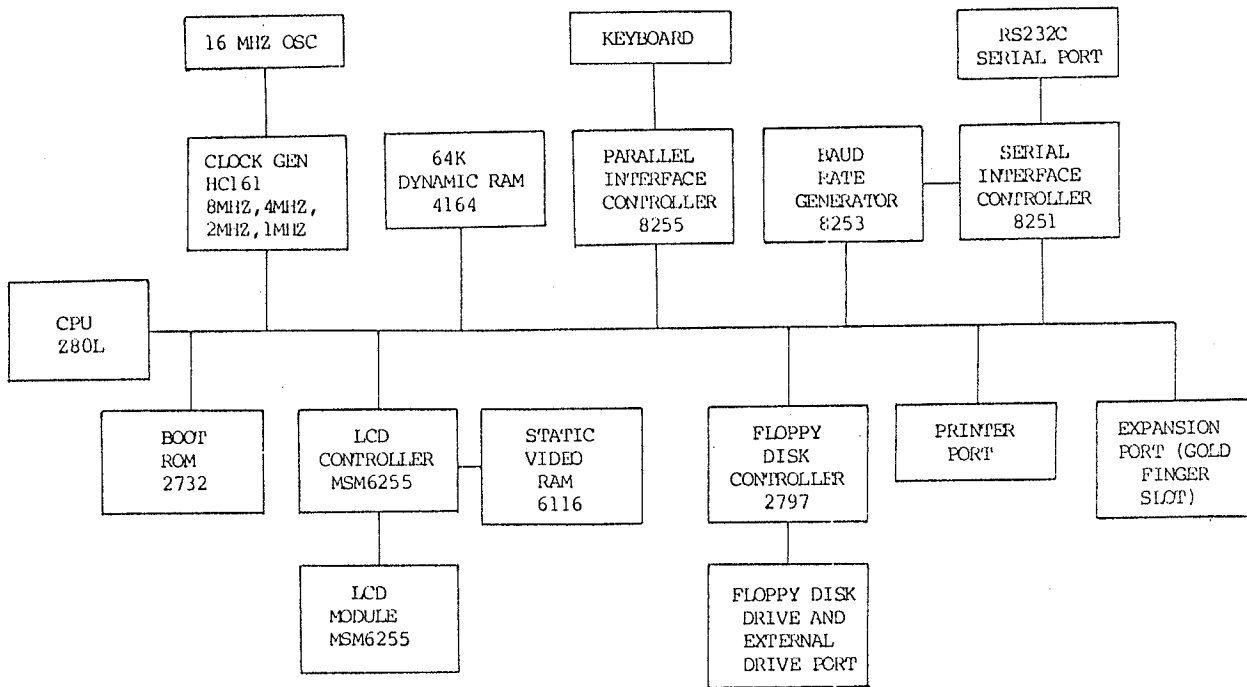 16 MHZ OSC
KEYBOARD
RS232C
SERIAL PORT
CLOCK GEN
HC161
8MHZ,4MHZ,
2MHZ,1MHZ
64K
DYNAMIC RAM
4164
PARALLEL
INTERFACE
CONTROLLER
8255
BAUD
RATE
GENERATOR
8253
SERIAL
INTERFACE
CONTROLLER
8251
CPU
Z80L
BOOT
ROM
2732
LCD
CONTROLLER
MSM6255
STATIC
VIDEO
RAM
6116
FLOPPY
DISK
CONTROLLER
2797
PRINTER
PORT
EXPANSION
PORT (GOLD
FINGER
SLOT)
LCD
MODULE
MSM6255
FLOPPY DISK
DRIVE AND
EXTERNAL
DRIVE PORT